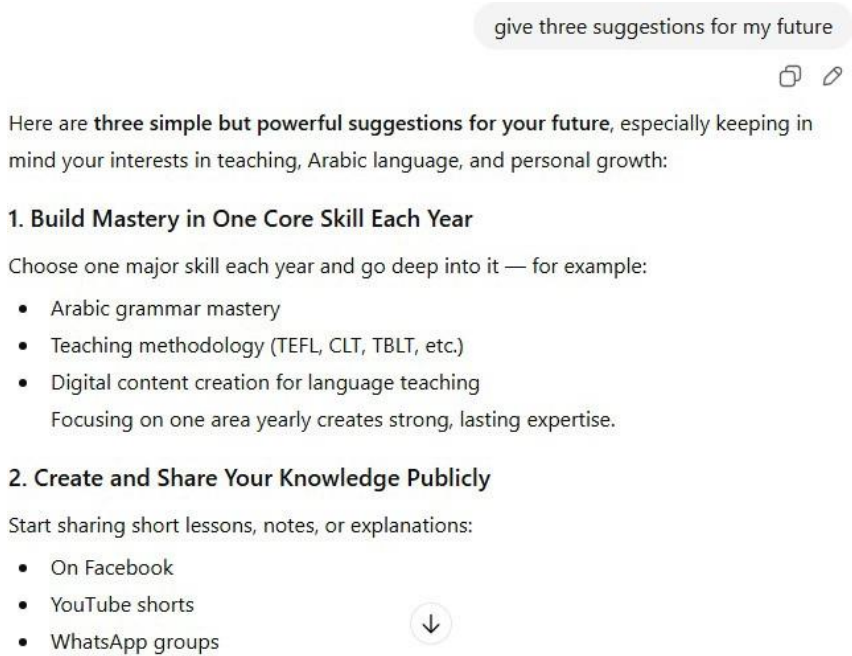 give three suggestions for my future
Here are three simple but powerful suggestions for your future, especially keeping in
mind your interests in teaching, Arabic language, and personal growth:
1. Build Mastery in One Core Skill Each Year
Choose one major skill each year and go deep into it — for example:
• Arabic grammar mastery
• Teaching methodology (TEFL, CLT, TBLT, etc.)
• Digital content creation for language teaching
Focusing on one area yearly creates strong, lasting expertise.
2. Create and Share Your Knowledge Publicly
Start sharing short lessons, notes, or explanations:
• On Facebook
• YouTube shorts
• WhatsApp groups